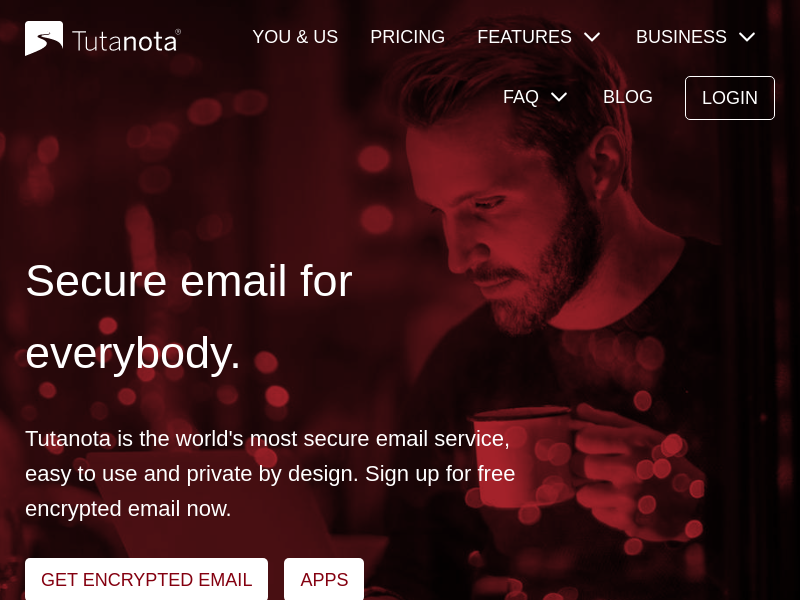 Tutanota®
YOU & US
PRICING
FEATURES
BUSINESS
FAQ
BLOG
LOGIN
Secure email for
everybody.
Tutanota is the world's most secure email service,
easy to use and private by design. Sign up for free
encrypted email now.
GET ENCRYPTED EMAIL
APPS